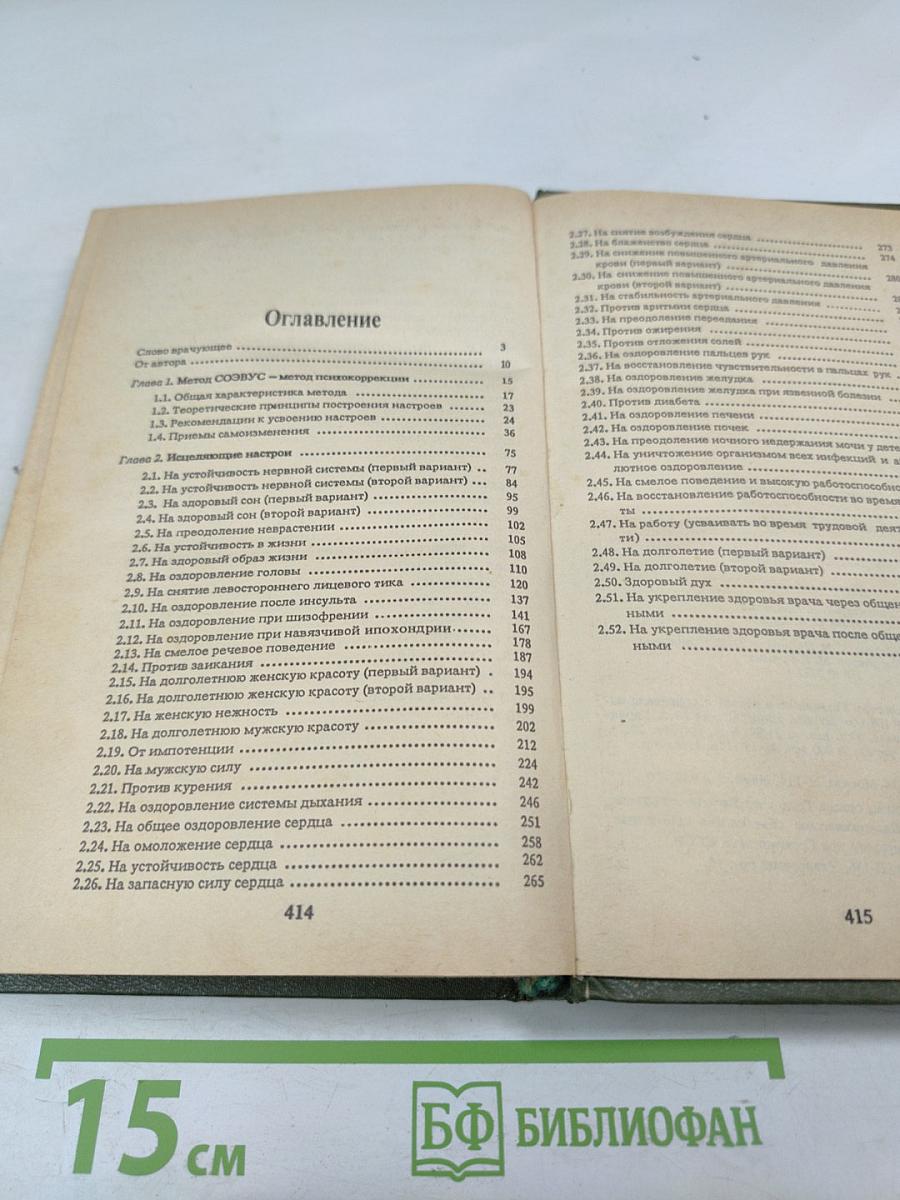 Оглавление
Слово врачующее ........ 3
От автора ........ 10
Глава 1. Метод СОЭВУС — метод психокоррекции ........ 15
1.1. Общая характеристика метода ........ 17
1.2. Теоретические принципы построения настроев ........ 23
1.3. Рекомендации к усвоению настроев ........ 24
1.4. Приемы самоизменения ........ 36
Глава 2. Исцеляющие настрои ........ 75
2.1. На устойчивость нервной системы (первый вариант) .. 77
2.2. На устойчивость нервной системы (второй вариант) ... 84
2.3. На здоровый сон (первый вариант) ........ 95
2.4. На здоровый сон (второй вариант) ........ 99
2.5. На преодоление неврастении ........ 102
2.6. На устойчивость в жизни ........ 105
2.7. На здоровый образ жизни ........ 108
2.8. На оздоровление головы ........ 110
2.9. На снятие левостороннего лицевого тика ........ 120
2.10. На оздоровление после инсульта ........ 137
2.11. На оздоровление при шизофрении ........ 141
2.12. На оздоровление при навязчивой ипохондрии ........ 167
2.13. На смелое речевое поведение ........ 178
2.14. Против заикания ........ 187
2.15. На долголетнюю женскую красоту (первый вариант) . 194
2.16. На долголетнюю женскую красоту (второй вариант) .. 195
2.17. На женскую нежность ........ 199
2.18. На долголетнюю мужскую красоту ........ 202
2.19. От импотенции ........ 212
2.20. На мужскую силу ........ 224
2.21. Против курения ........ 242
2.22. На оздоровление системы дыхания ........ 246
2.23. На общее оздоровление сердца ........ 251
2.24. На омоложение сердца ........ 258
2.25. На устойчивость сердца ........ 262
2.26. На запасную силу сердца ........ 265
414
2.27. На снятие возбуждения сердца ........ 273
2.28. На блаженство сердца ........ 274
2.29. На снижение повышенного артериального давления
крови (первый вариант) ........ 280
2.30. На снижение повышенного артериального давления
крови (второй вариант) ........
2.31. На стабильность артериального давления ........
2.32. Против аритмии сердца ........
2.33. На преодоление переедания ........
2.34. Против ожирения ........
2.35. Против отложения солей ........
2.36. На оздоровление пальцев рук ........
2.37. На восстановление чувствительности в пальцах рук .
2.38. На оздоровление желудка ........
2.39. На оздоровление желудка при язвенной болезни ........
2.40. Против диабета ........
2.41. На оздоровление печени ........
2.42. На оздоровление почек ........
2.43. На преодоление ночного недержания мочи у дете
2.44. На уничтожение организмом всех инфекций и а
лютное оздоровление ........
2.45. На смелое поведение и высокую работоспособнос
2.46. На восстановление работоспособности во время
ты ........
2.47. На работу (усваивать во время трудовой деят
ти) ........
2.48. На долголетие (первый вариант) ........
2.49. На долголетие (второй вариант) ........
2.50. Здоровый дух ........
2.51. На укрепление здоровья врача через общен
ными ........
2.52. На укрепление здоровья врача после обще
ными ........
415
15 см
БФ БИБЛИОФАН